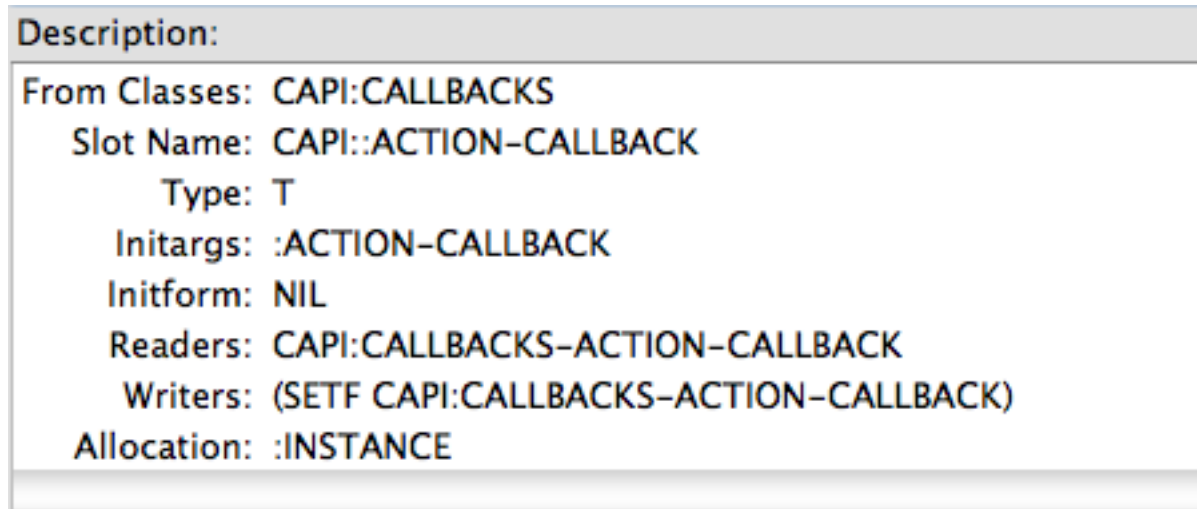 Description:
From Classes: CAPI:CALLBACKS
Slot Name: CAPI::ACTION-CALLBACK
Type: T
Initargs: :ACTION-CALLBACK
Initform: NIL
Readers: CAPI:CALLBACKS-ACTION-CALLBACK
Writers: (SETF CAPI:CALLBACKS-ACTION-CALLBACK)
Allocation: :INSTANCE